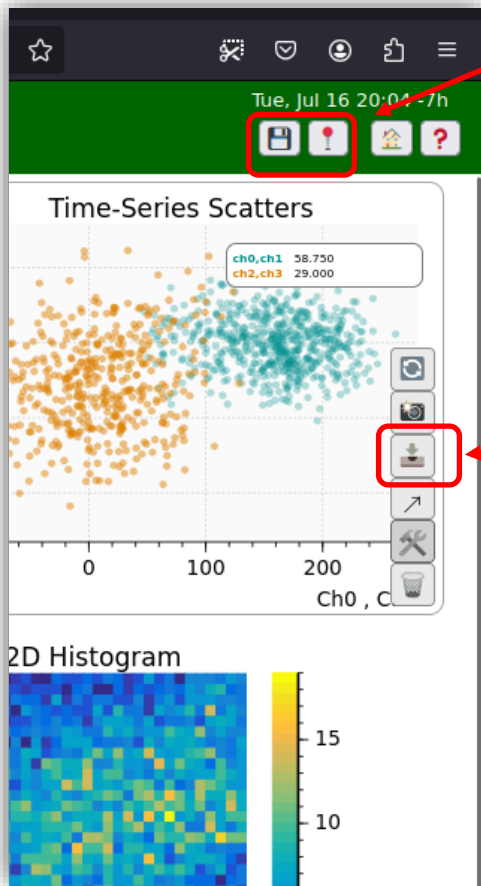 Tue, Jul 16 20:04 -7h
?
Time-Series Scatters
ch0,ch1 58.750
ch2,ch3 29.000
0 100 200
Ch0 , C
2D Histogram
15
10